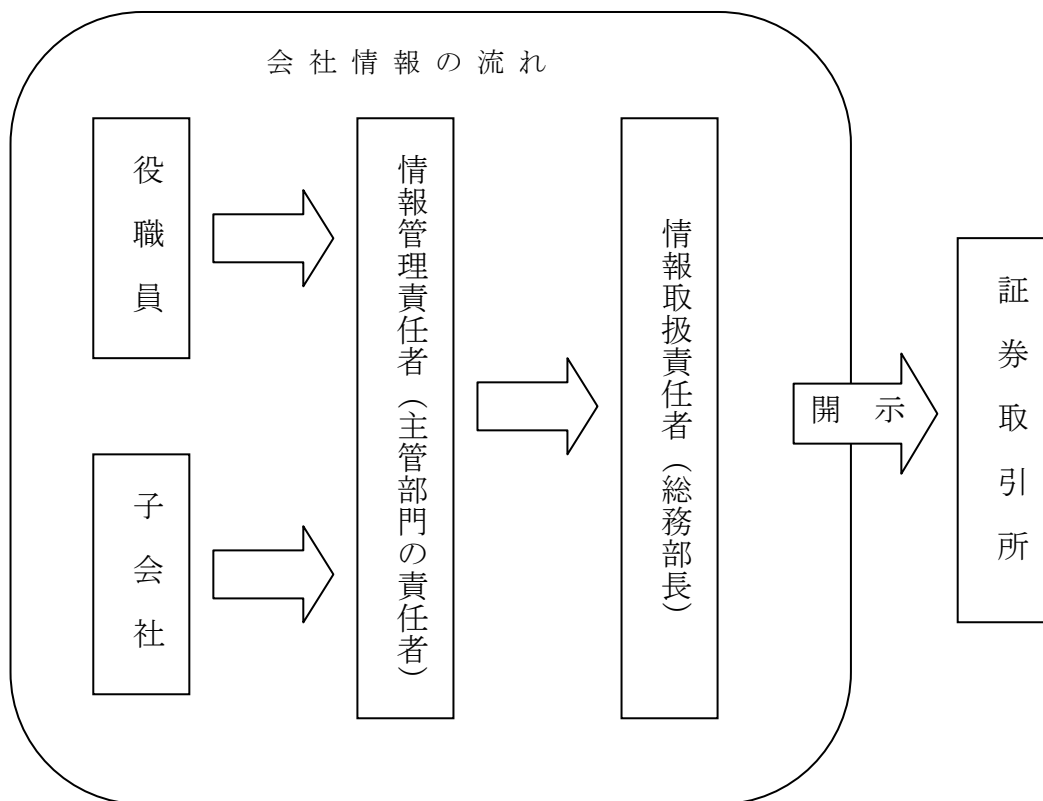 会社情報の流れ
役職員
子会社
情報管理責任者（主管部門の責任者）
情報取扱責任者（総務部長）
開示
証券取引所